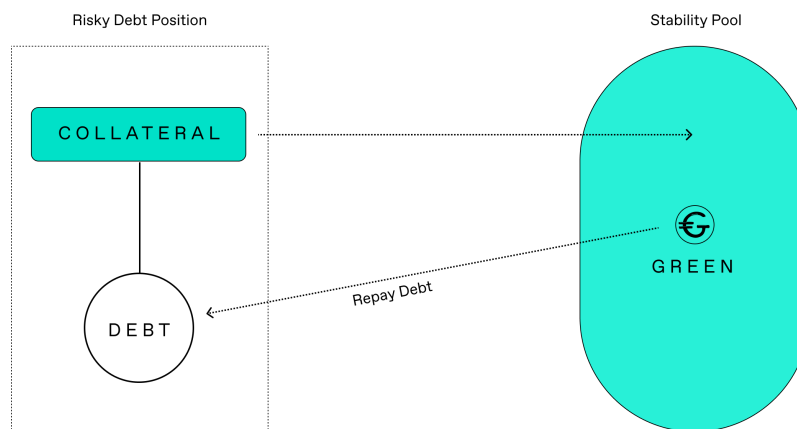 Risky Debt Position
Stability Pool
COLLATERAL
GREEN
Repay Debt
DEBT